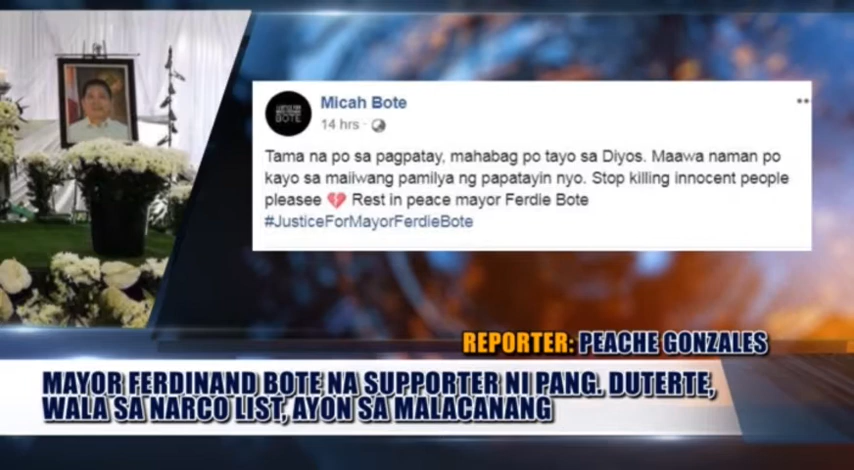 Micah Bote
14 hrs ·
Tama na po sa pagpatay, mahabag po tayo sa Diyos. Maawa naman po
kayo sa maiiwang pamilya ng papatayin nyo. Stop killing innocent people
pleasee 💔 Rest in peace mayor Ferdie Bote
#JusticeForMayorFerdieBote
REPORTER: PEACHE GONZALES
MAYOR FERDINAND BOTE NA SUPPORTER NI PANG. DUTERTE,
WALA SA NARCO LIST, AYON SA MALACANANG